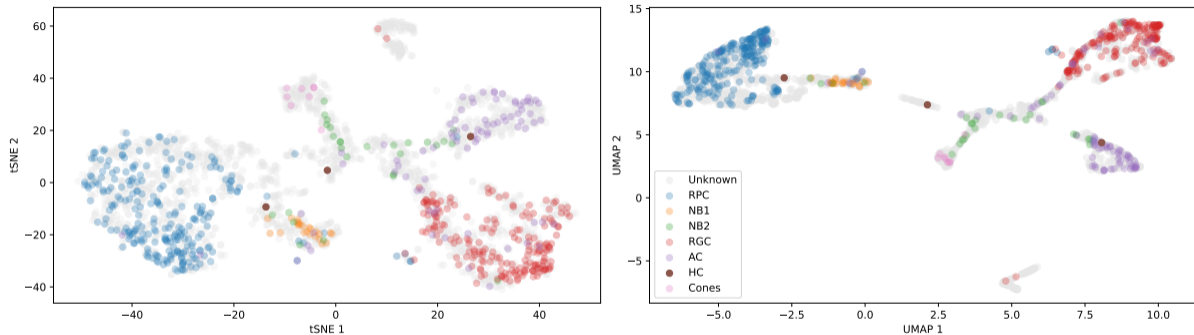 60
40
20
0
−20
−40
tSNE 2
−40
−20
0
20
40
tSNE 1
15
10
5
0
−5
UMAP 2
Unknown
RPC
NB1
NB2
RGC
AC
HC
Cones
−5.0
−2.5
0.0
2.5
5.0
7.5
10.0
UMAP 1